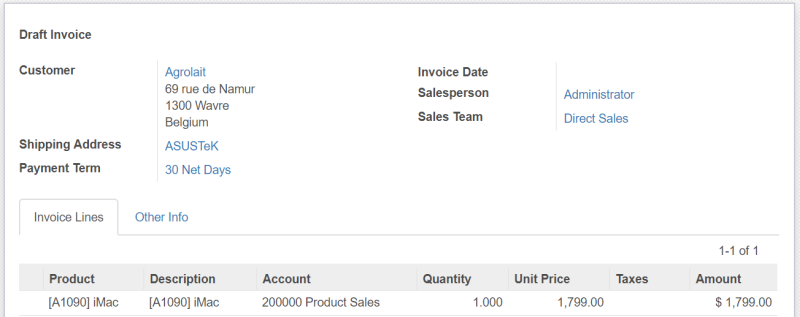 Draft Invoice
Customer
Agrolait
69 rue de Namur
1300 Wavre
Belgium
Shipping Address
ASUSTeK
Payment Term
30 Net Days
Invoice Date
Salesperson
Administrator
Sales Team
Direct Sales
Invoice Lines
Other Info
1-1 of 1
Product Description Account Quantity Unit Price Taxes Amount
[A1090] iMac [A1090] iMac 200000 Product Sales 1.000 1,799.00 $ 1,799.00